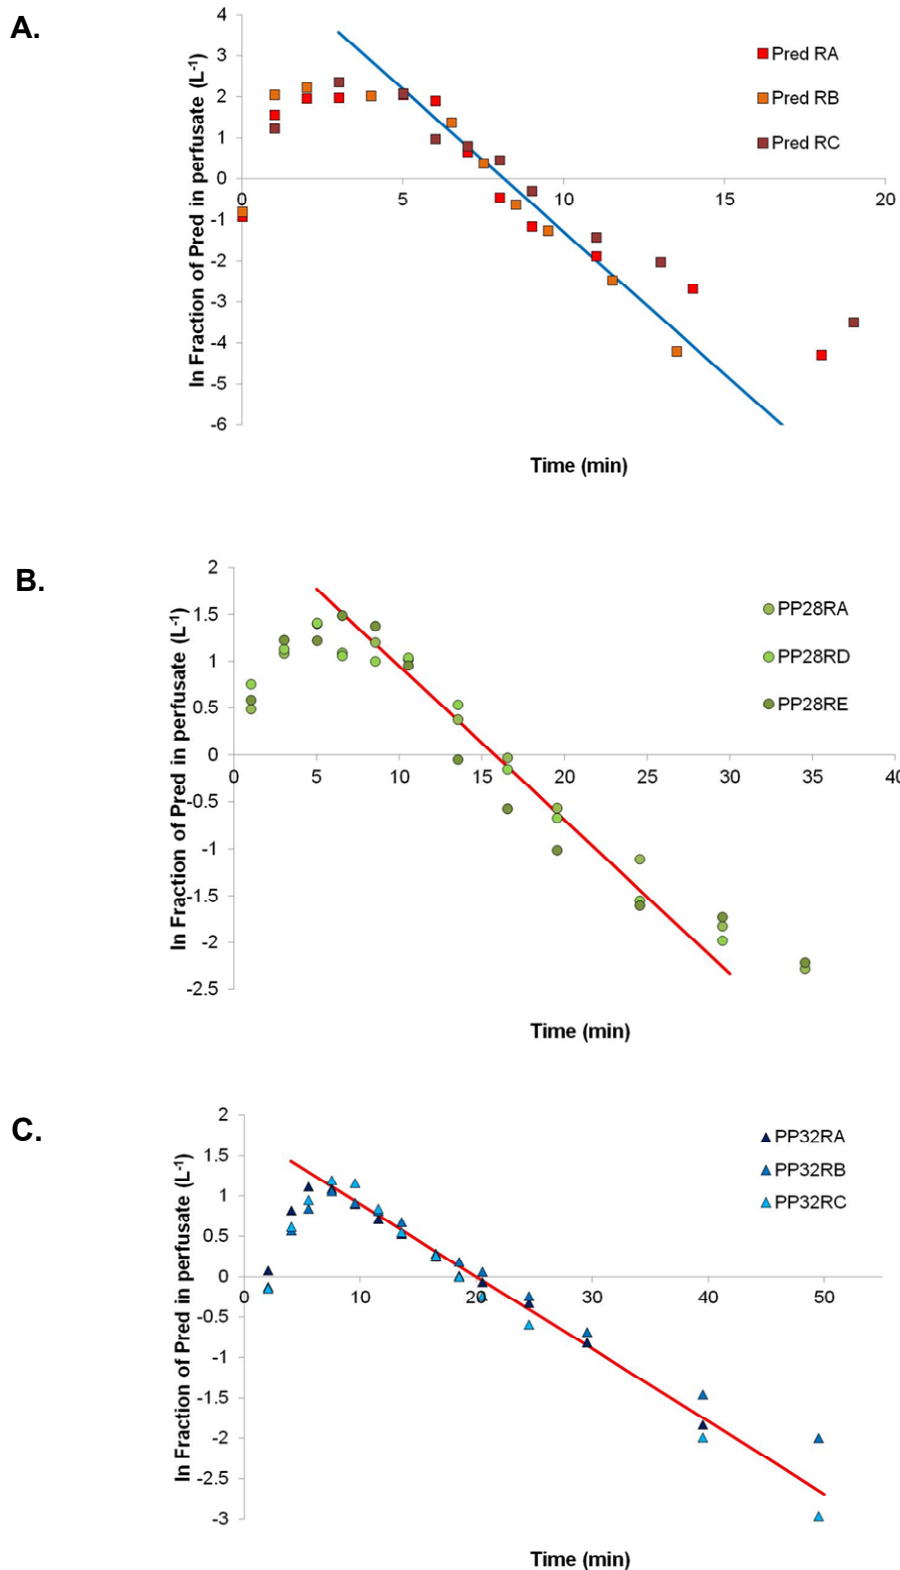 A.
4
3
2
1
0
-1
-2
-3
-4
-5
-6
0 5 10 15 20
ln Fraction of Pred in perfusate (L-1)
Pred RA
Pred RB
Pred RC
Time (min)
B.
2
1.5
1
0.5
0
-0.5
-1
-1.5
-2
-2.5
0 5 10 15 20 25 30 35 40
ln Fraction of Pred in perfusate (L-1)
PP28RA
PP28RD
PP28RE
Time (min)
C.
2
1.5
1
0.5
0
-0.5
-1
-1.5
-2
-2.5
-3
0 10 20 30 40 50
ln Fraction of Pred in perfusate (L-1)
PP32RA
PP32RB
PP32RC
Time (min)